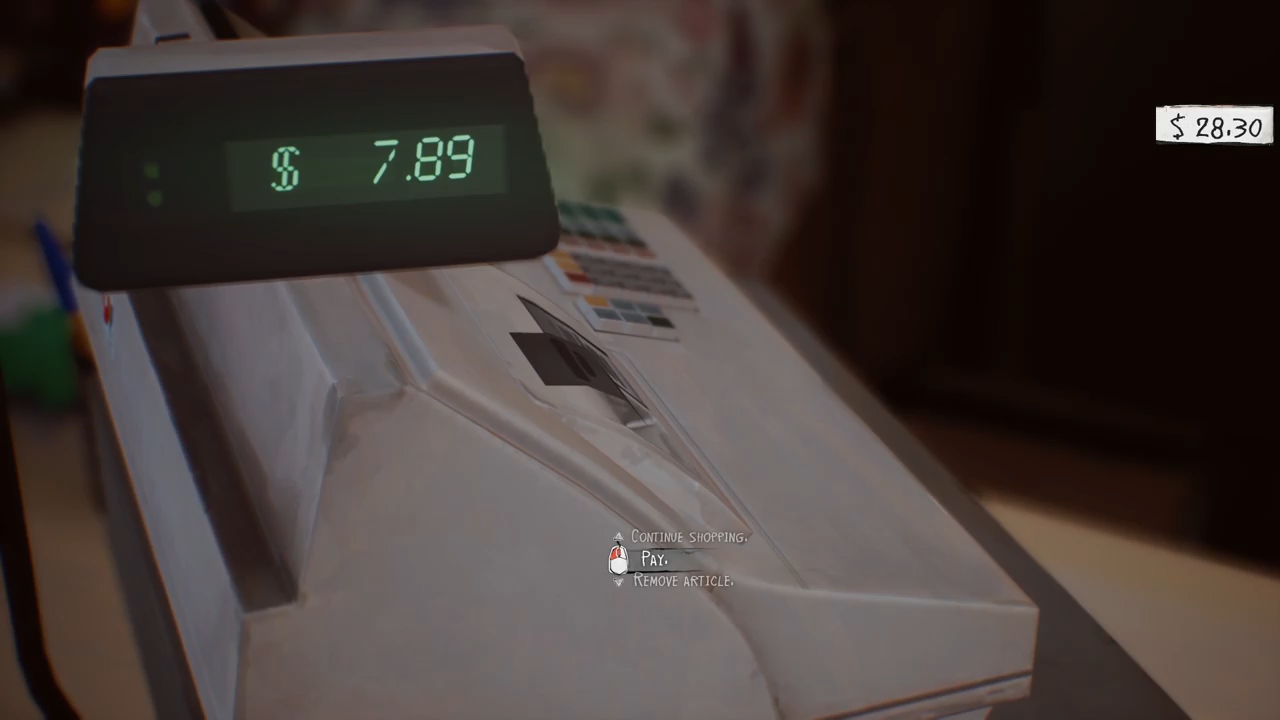 $ 7.89
$ 28.30
CONTINUE SHOPPING.
PAY.
REMOVE ARTICLE.